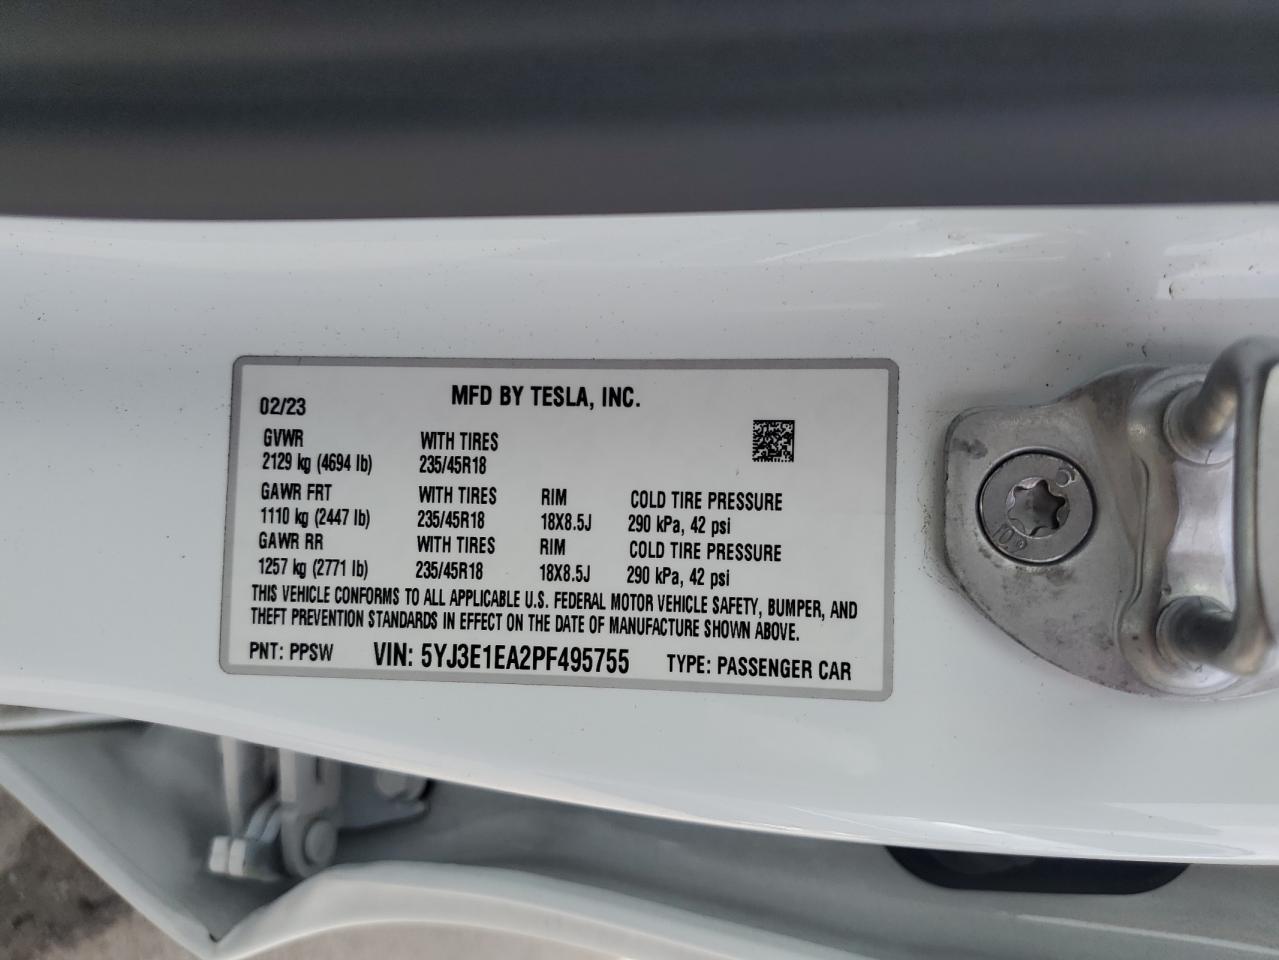 02/23 MFD BY TESLA, INC.
GVWR WITH TIRES
2129 kg (4694 lb) 235/45R18
GAWR FRT WITH TIRES RIM COLD TIRE PRESSURE
1110 kg (2447 lb) 235/45R18 18X8.5J 290 kPa, 42 psi
GAWR RR WITH TIRES RIM COLD TIRE PRESSURE
1257 kg (2771 lb) 235/45R18 18X8.5J 290 kPa, 42 psi
THIS VEHICLE CONFORMS TO ALL APPLICABLE U.S. FEDERAL MOTOR VEHICLE SAFETY, BUMPER, AND
THEFT PREVENTION STANDARDS IN EFFECT ON THE DATE OF MANUFACTURE SHOWN ABOVE.
PNT: PPSW VIN: 5YJ3E1EA2PF495755 TYPE: PASSENGER CAR